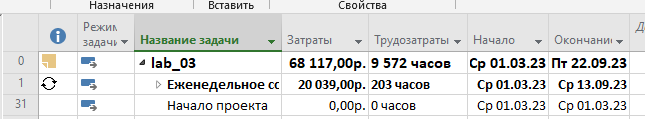 Назначения Вставить Свойства
Режим задачи Название задачи Затраты Трудозатраты Начало Окончание
0 lab_03 68 117,00р. 9 572 часов Ср 01.03.23 Пт 22.09.23
1 Еженедельное сс 20 039,00р. 203 часов Ср 01.03.23 Ср 13.09.23
31 Начало проекта 0,00р. 0 часов Ср 01.03.23 Ср 01.03.23